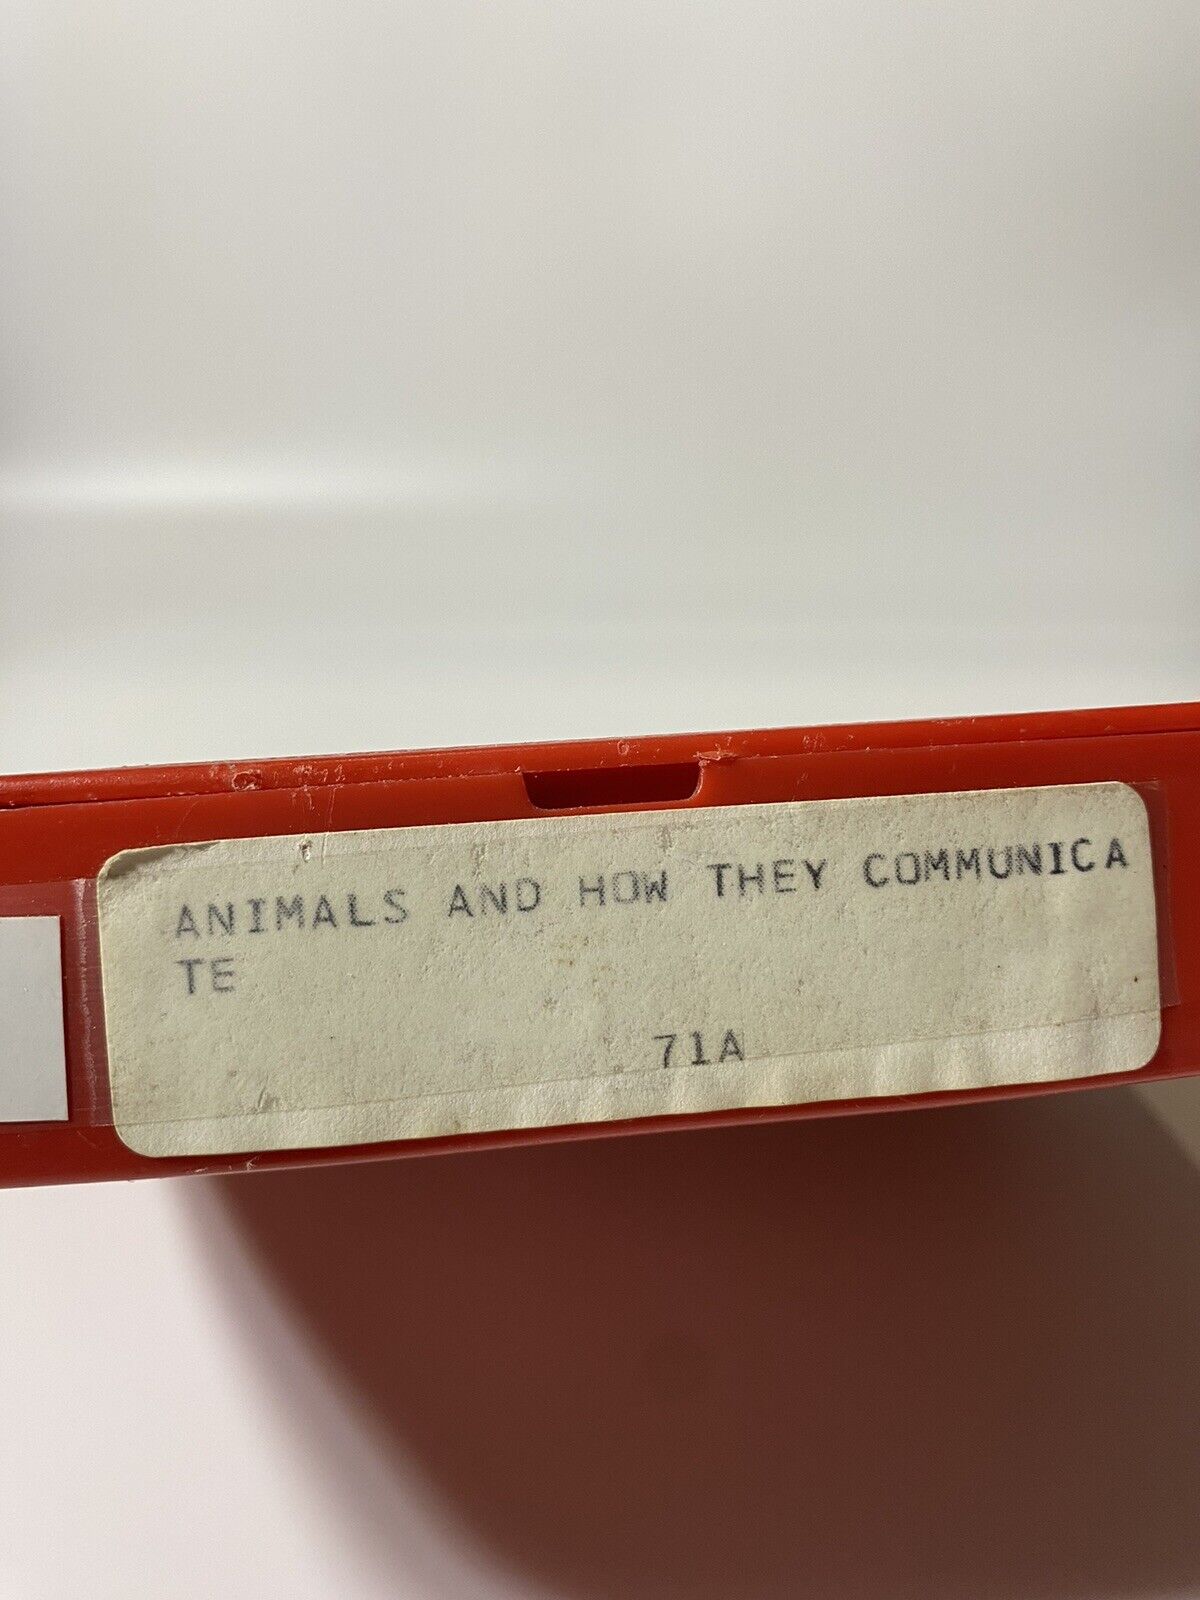 ANIMALS AND HOW THEY COMMUNICA
TE
71A